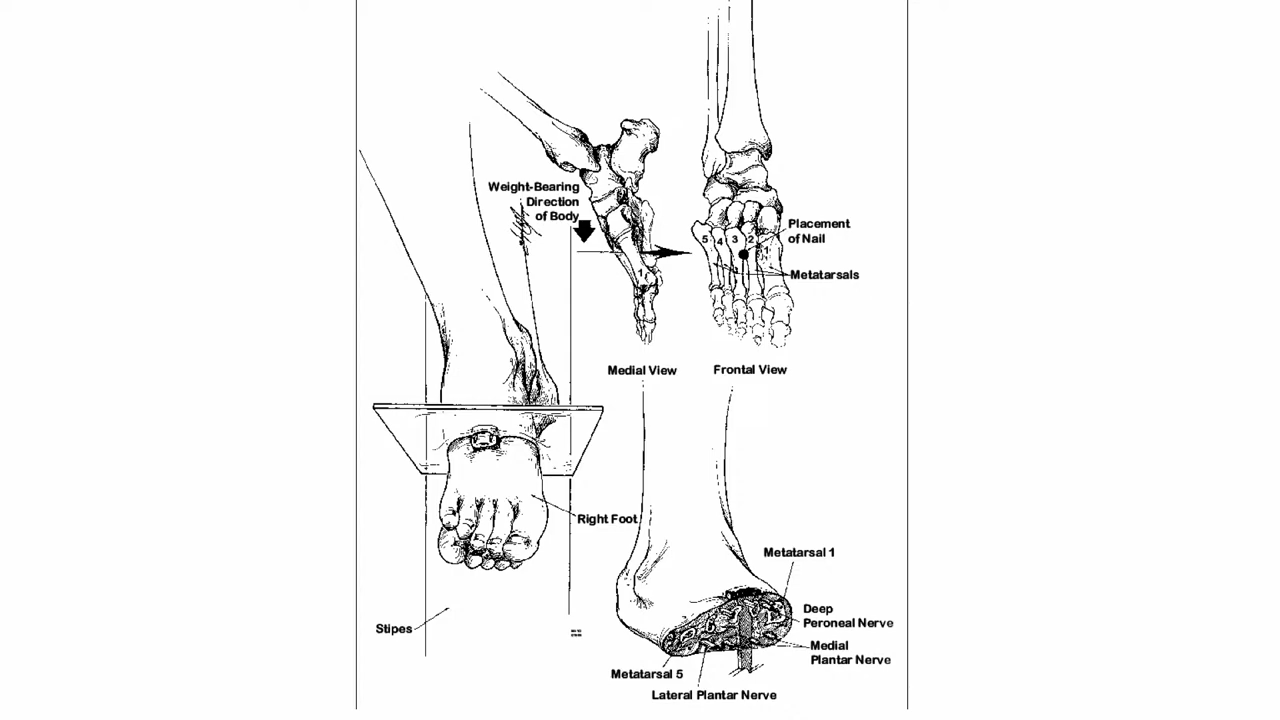 Weight-Bearing
Direction
of Body
Placement
of Nail
5 4 3 2 1
Metatarsals
1
Medial View
Frontal View
Right Foot
Stipes
Metatarsal 1
Deep
Peroneal Nerve
Medial
Plantar Nerve
Metatarsal 5
Lateral Plantar Nerve